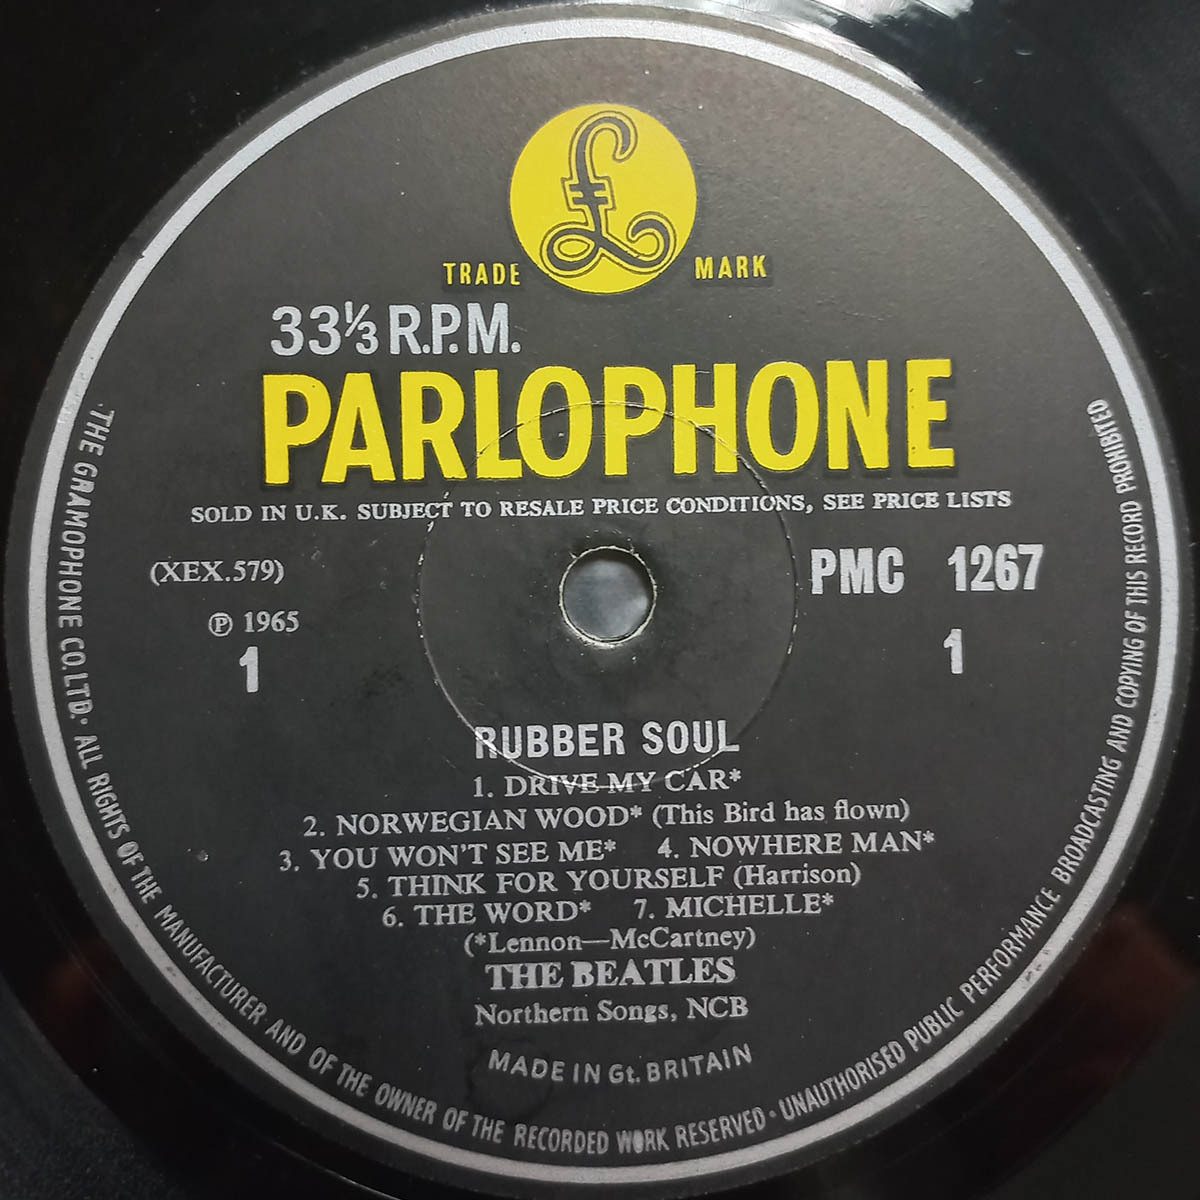 £
TRADE MARK
33⅓ R.P.M.
PARLOPHONE
SOLD IN U.K. SUBJECT TO RESALE PRICE CONDITIONS, SEE PRICE LISTS
(XEX.579)
PMC 1267
℗ 1965
1
1
RUBBER SOUL
1. DRIVE MY CAR*
2. NORWEGIAN WOOD* (This Bird has flown)
3. YOU WON'T SEE ME* 4. NOWHERE MAN*
5. THINK FOR YOURSELF (Harrison)
6. THE WORD* 7. MICHELLE*
(*Lennon—McCartney)
THE BEATLES
Northern Songs, NCB
MADE IN Gt. BRITAIN
THE GRAMOPHONE CO. LTD. · ALL RIGHTS OF THE MANUFACTURER AND OF THE OWNER OF THE RECORDED WORK RESERVED · UNAUTHORISED PUBLIC PERFORMANCE BROADCASTING AND COPYING OF THIS RECORD PROHIBITED